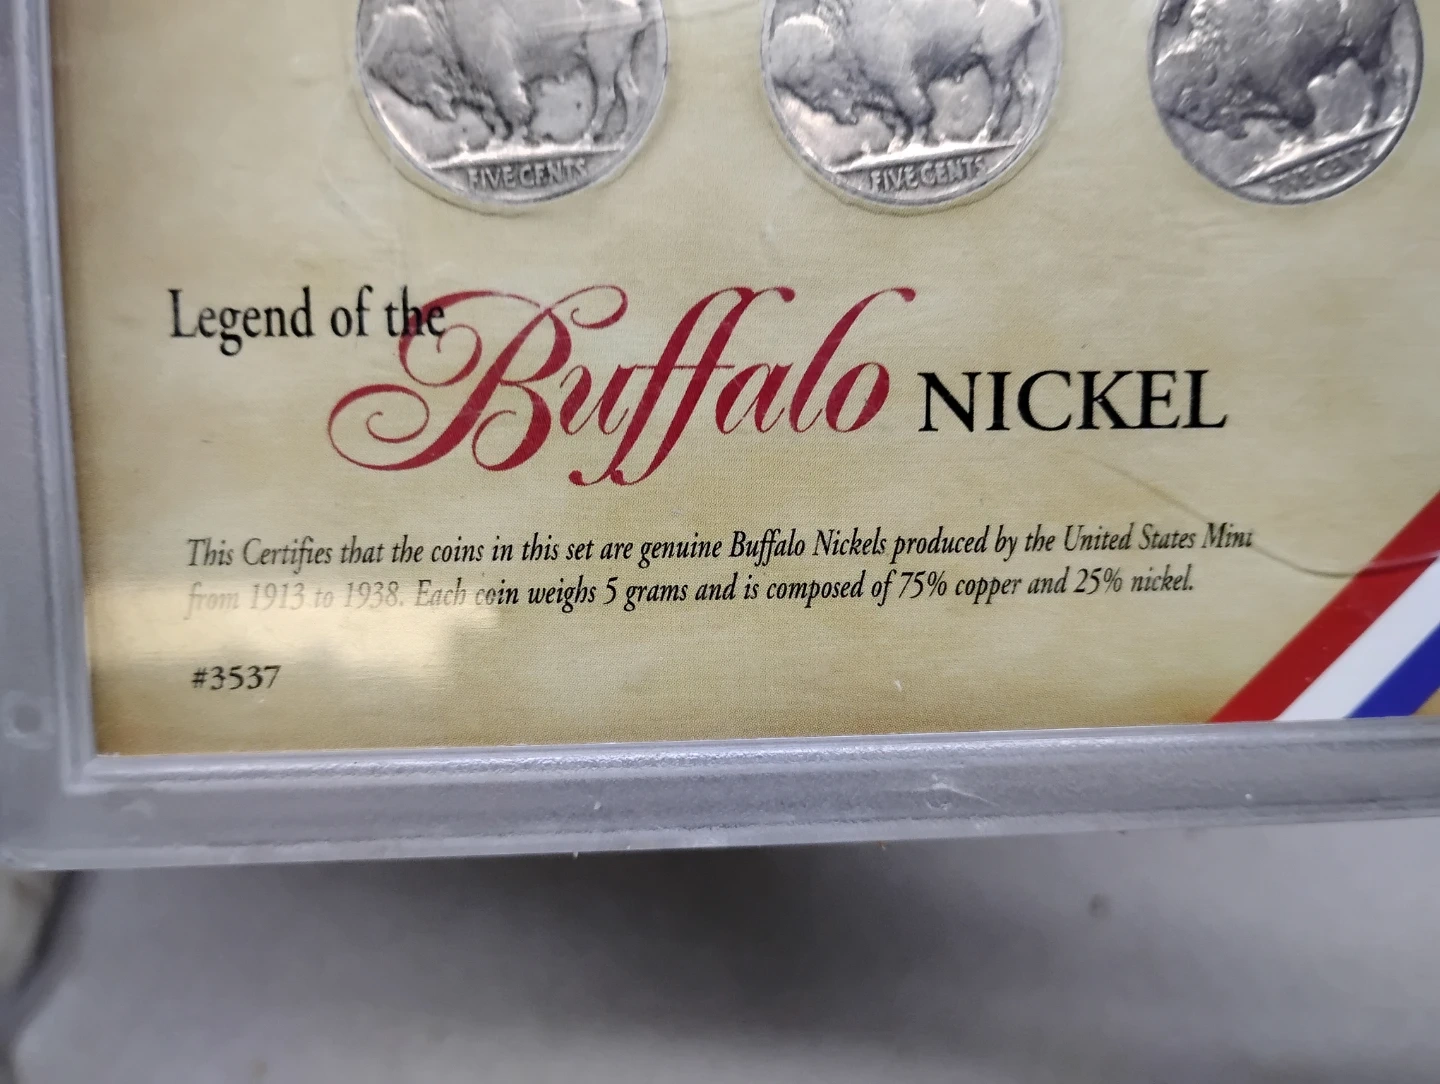 FIVE CENTS FIVE CENTS FIVE CENTS
Legend of the Buffalo NICKEL
This Certifies that the coins in this set are genuine Buffalo Nickels produced by the United States Mint
from 1913 to 1938. Each coin weighs 5 grams and is composed of 75% copper and 25% nickel.
#3537